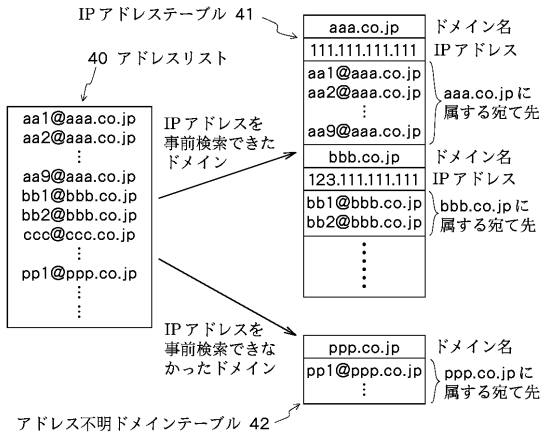 IPアドレステーブル 41
40 アドレスリスト
aa1@aaa.co.jp
aa2@aaa.co.jp
⋮
aa9@aaa.co.jp
bb1@bbb.co.jp
bb2@bbb.co.jp
ccc@ccc.co.jp
⋮
pp1@ppp.co.jp
⋮
IPアドレスを
事前検索できた
ドメイン
IPアドレスを
事前検索できな
かったドメイン
aaa.co.jp ドメイン名
111.111.111.111 IPアドレス
aa1@aaa.co.jp
aa2@aaa.co.jp
⋮
aa9@aaa.co.jp
aaa.co.jpに
属する宛て先
bbb.co.jp ドメイン名
123.111.111.111 IPアドレス
bb1@bbb.co.jp
bb2@bbb.co.jp
bbb.co.jpに
属する宛て先
⋮
ppp.co.jp ドメイン名
pp1@ppp.co.jp
⋮
ppp.co.jpに
属する宛て先
アドレス不明ドメインテーブル 42